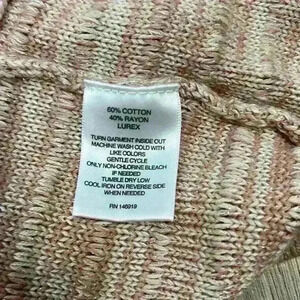 60% COTTON
40% RAYON
LUREX
TURN GARMENT INSIDE OUT
MACHINE WASH COLD WITH
LIKE COLORS
GENTLE CYCLE
ONLY NON-CHLORINE BLEACH
IF NEEDED
TUMBLE DRY LOW
COOL IRON ON REVERSE SIDE
WHEN NEEDED
RN 146919